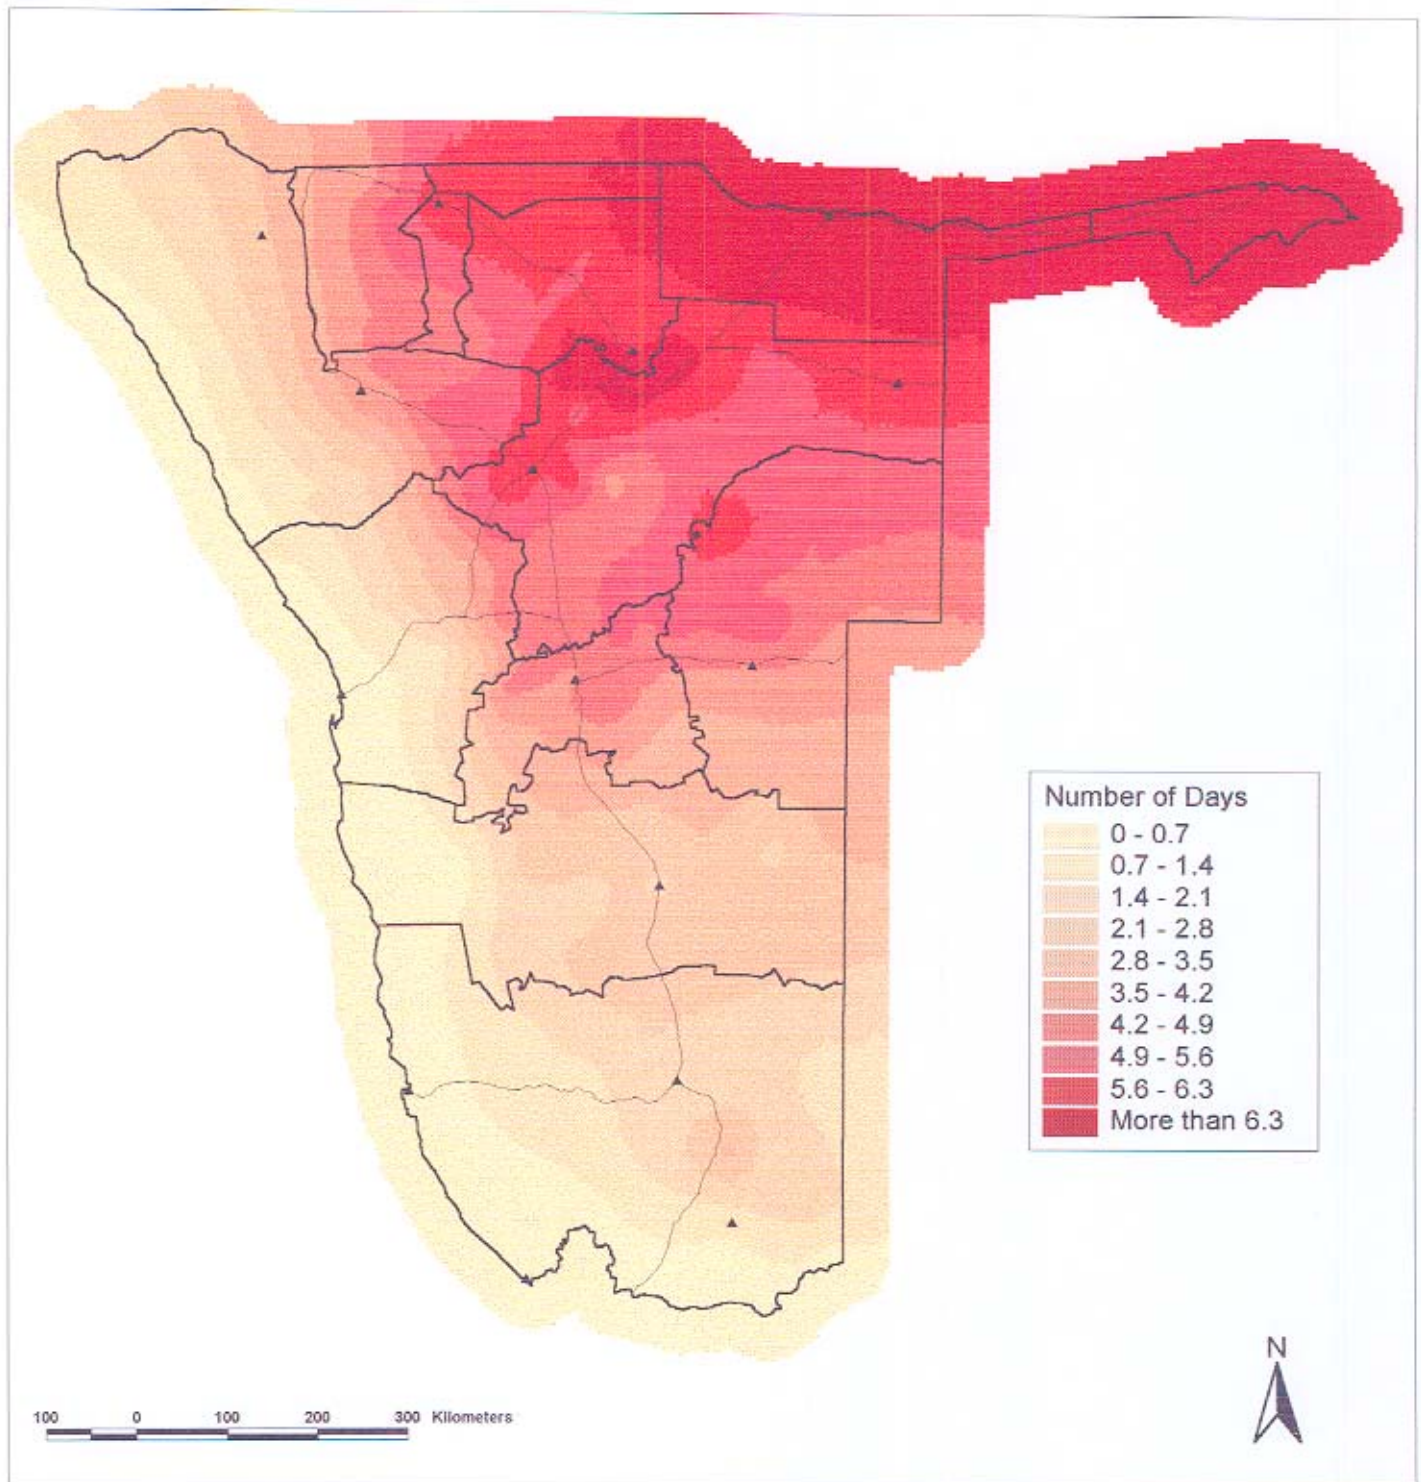 Number of Days
0 - 0.7
0.7 - 1.4
1.4 - 2.1
2.1 - 2.8
2.8 - 3.5
3.5 - 4.2
4.2 - 4.9
4.9 - 5.6
5.6 - 6.3
More than 6.3
N
100 0 100 200 300 Kilometers